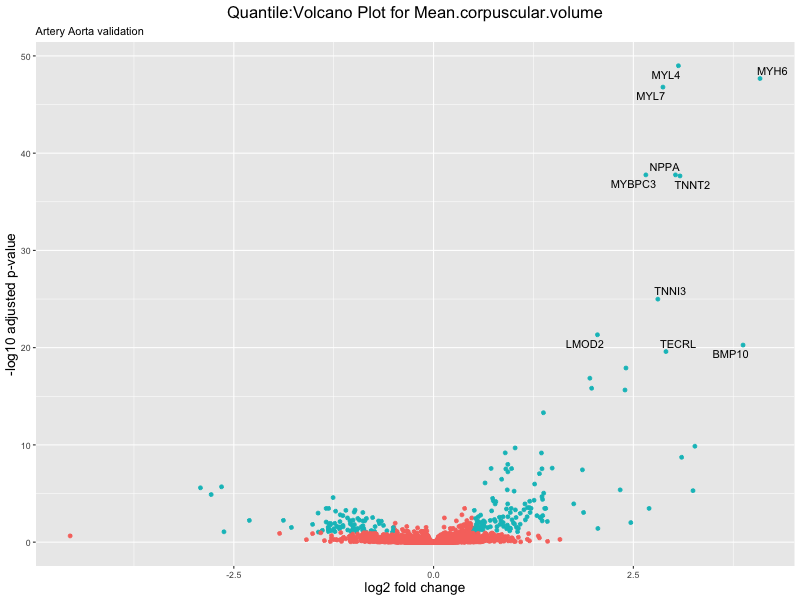 Quantile:Volcano Plot for Mean.corpuscular.volume
Artery Aorta validation
50
40
30
20
10
0
-log10 adjusted p-value
MYL4
MYH6
MYL7
NPPA
MYBPC3
TNNT2
TNNI3
LMOD2
TECRL
BMP10
-2.5
0.0
2.5
log2 fold change